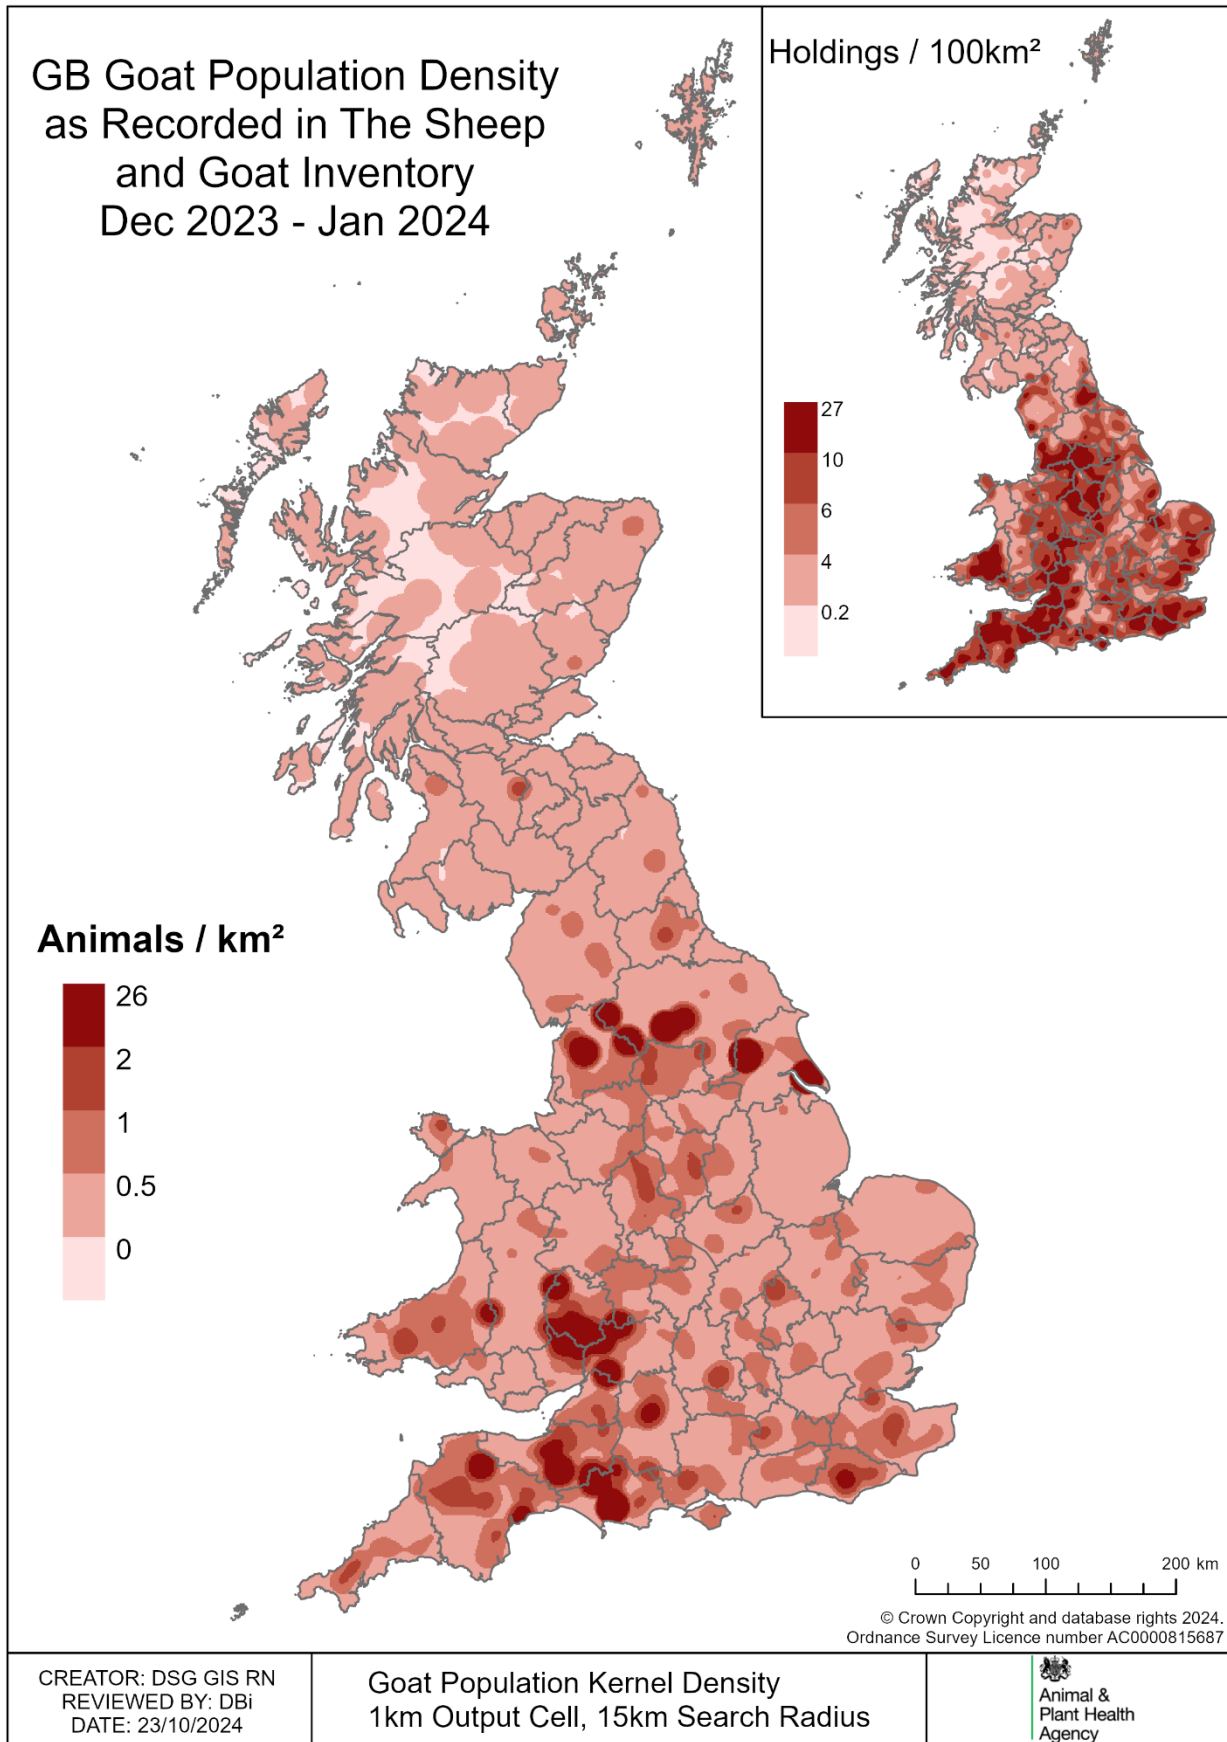 GB Goat Population Density
as Recorded in The Sheep
and Goat Inventory
Dec 2023 - Jan 2024
Holdings / 100km²
27
10
6
4
0.2
Animals / km²
26
2
1
0.5
0
0 50 100 200 km
© Crown Copyright and database rights 2024.
Ordnance Survey Licence number AC0000815687
CREATOR: DSG GIS RN
REVIEWED BY: DBi
DATE: 23/10/2024
Goat Population Kernel Density
1km Output Cell, 15km Search Radius
Animal &
Plant Health
Agency